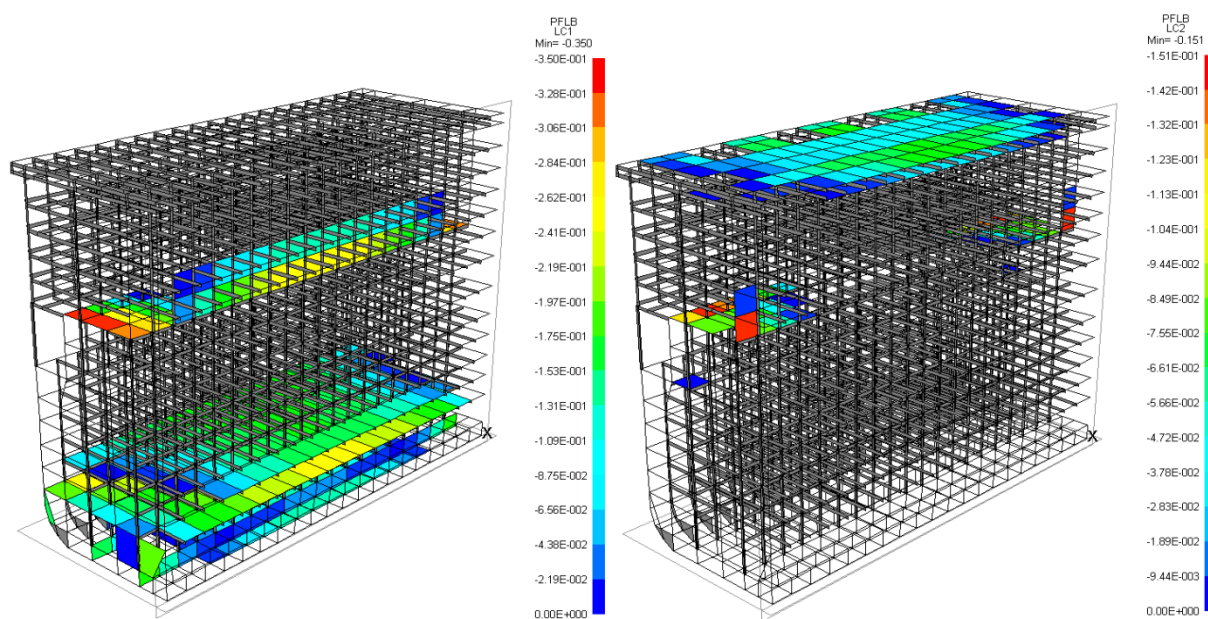 PFLB
LC1
Min= -0.350
-3.50E-001
-3.28E-001
-3.06E-001
-2.84E-001
-2.62E-001
-2.41E-001
-2.19E-001
-1.97E-001
-1.75E-001
-1.53E-001
-1.31E-001
-1.09E-001
-8.75E-002
-6.56E-002
-4.38E-002
-2.19E-002
0.00E+000
X
PFLB
LC2
Min= -0.151
-1.51E-001
-1.42E-001
-1.32E-001
-1.23E-001
-1.13E-001
-1.04E-001
-9.44E-002
-8.49E-002
-7.55E-002
-6.61E-002
-5.66E-002
-4.72E-002
-3.78E-002
-2.83E-002
-1.89E-002
-9.44E-003
0.00E+000
X